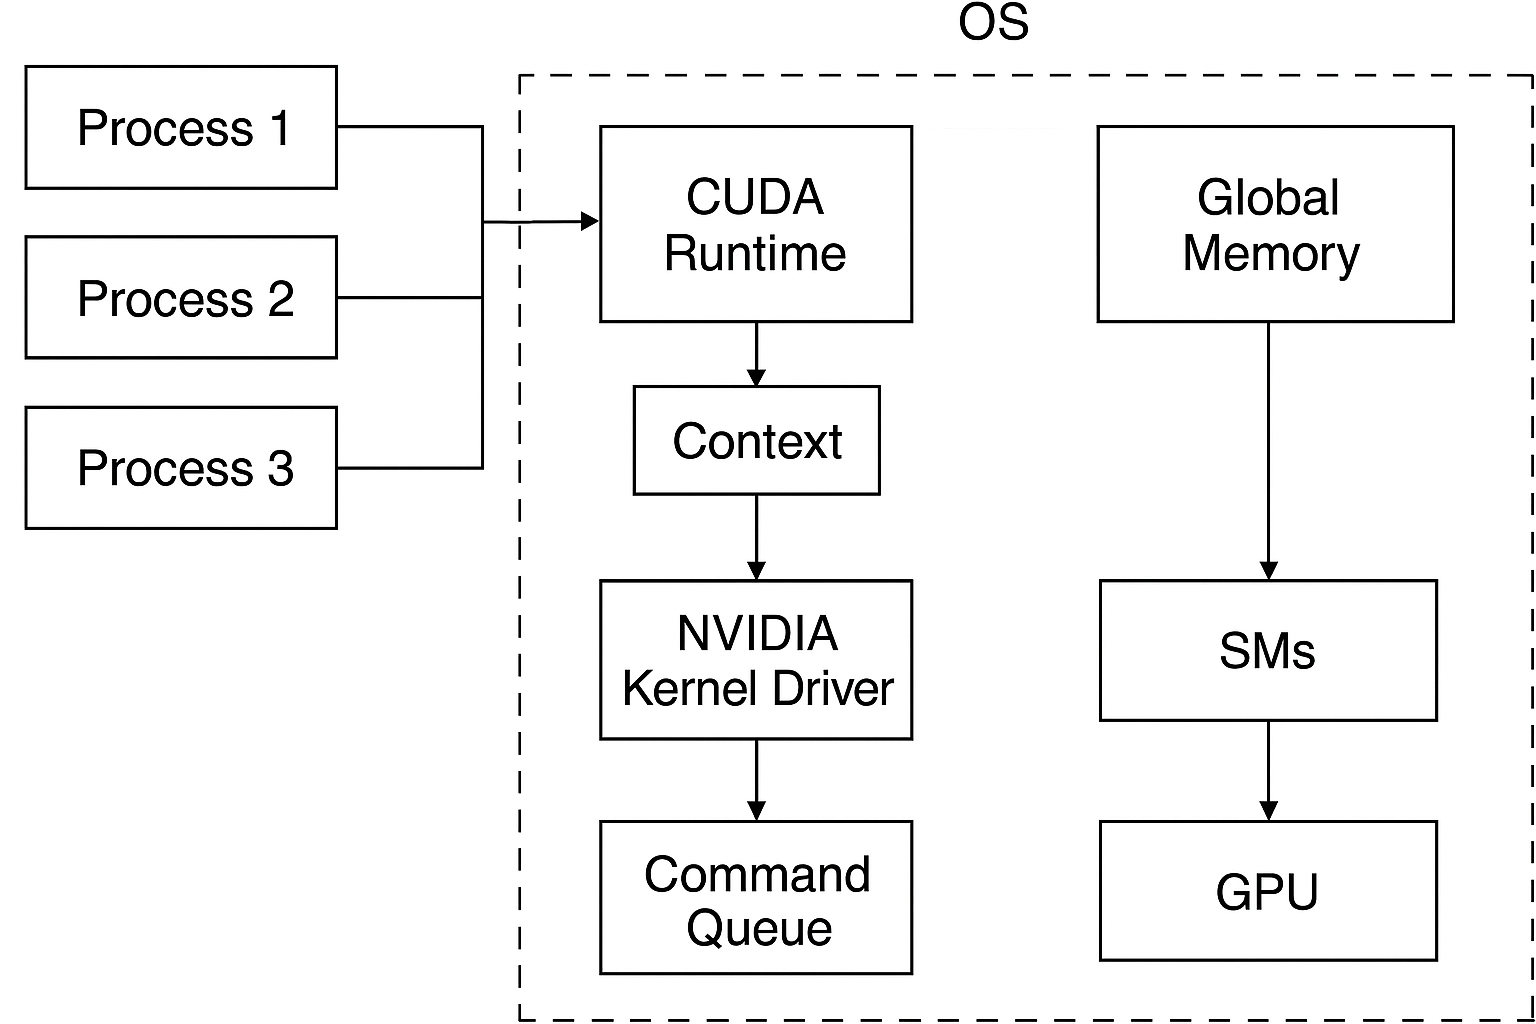 OS
Process 1
Process 2
Process 3
CUDA
Runtime
Context
NVIDIA
Kernel Driver
Command
Queue
Global
Memory
SMs
GPU